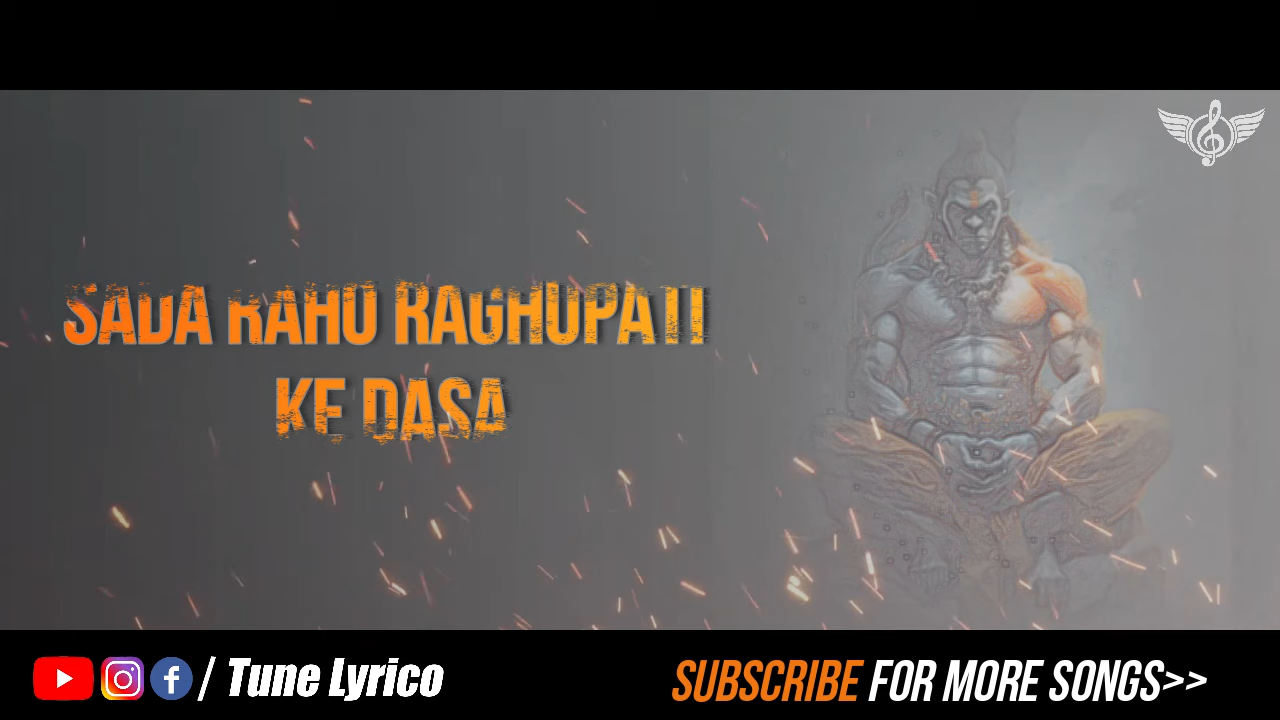 SADA RAHO RAGHUPATI
KE DASA
/ Tune Lyrico
SUBSCRIBE FOR MORE SONGS>>